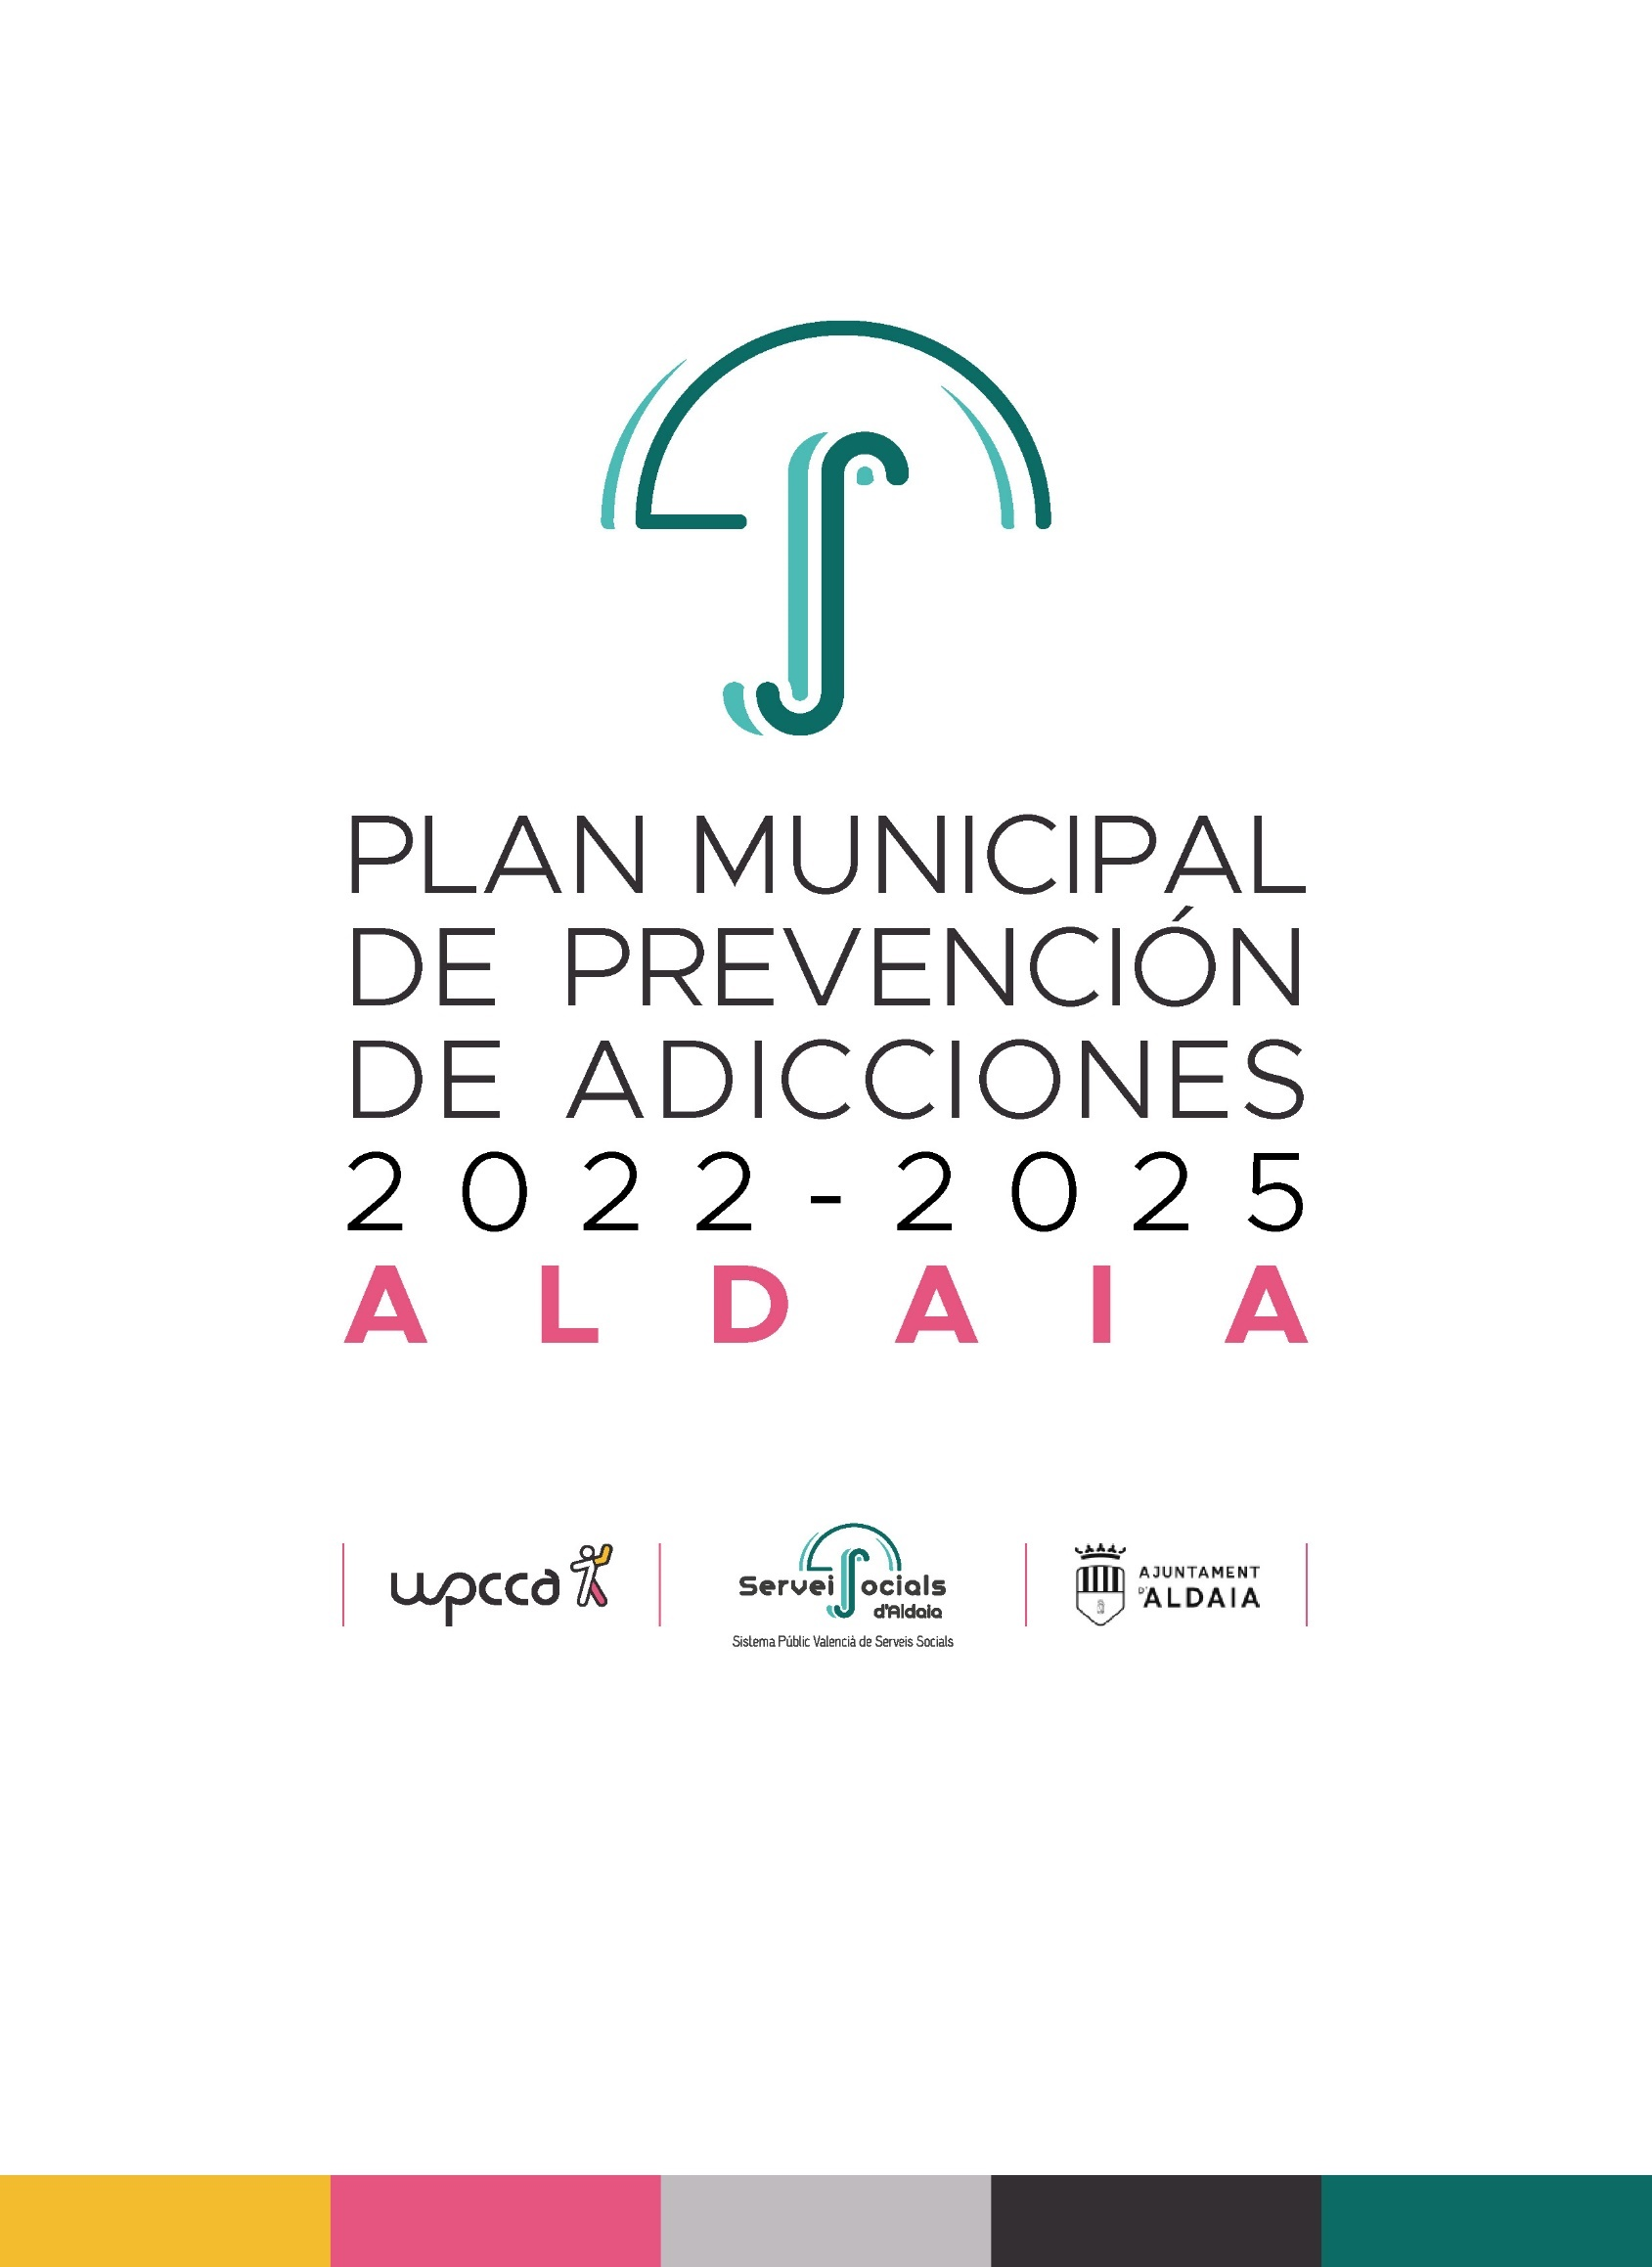 PLAN MUNICIPAL
DE PREVENCIÓN
DE ADICCIONES
2022-2025
ALDAIA
upcca
Serveis Socials
d'Aldaia
Sistema Públic Valencià de Serveis Socials
AJUNTAMENT
D'ALDAIA